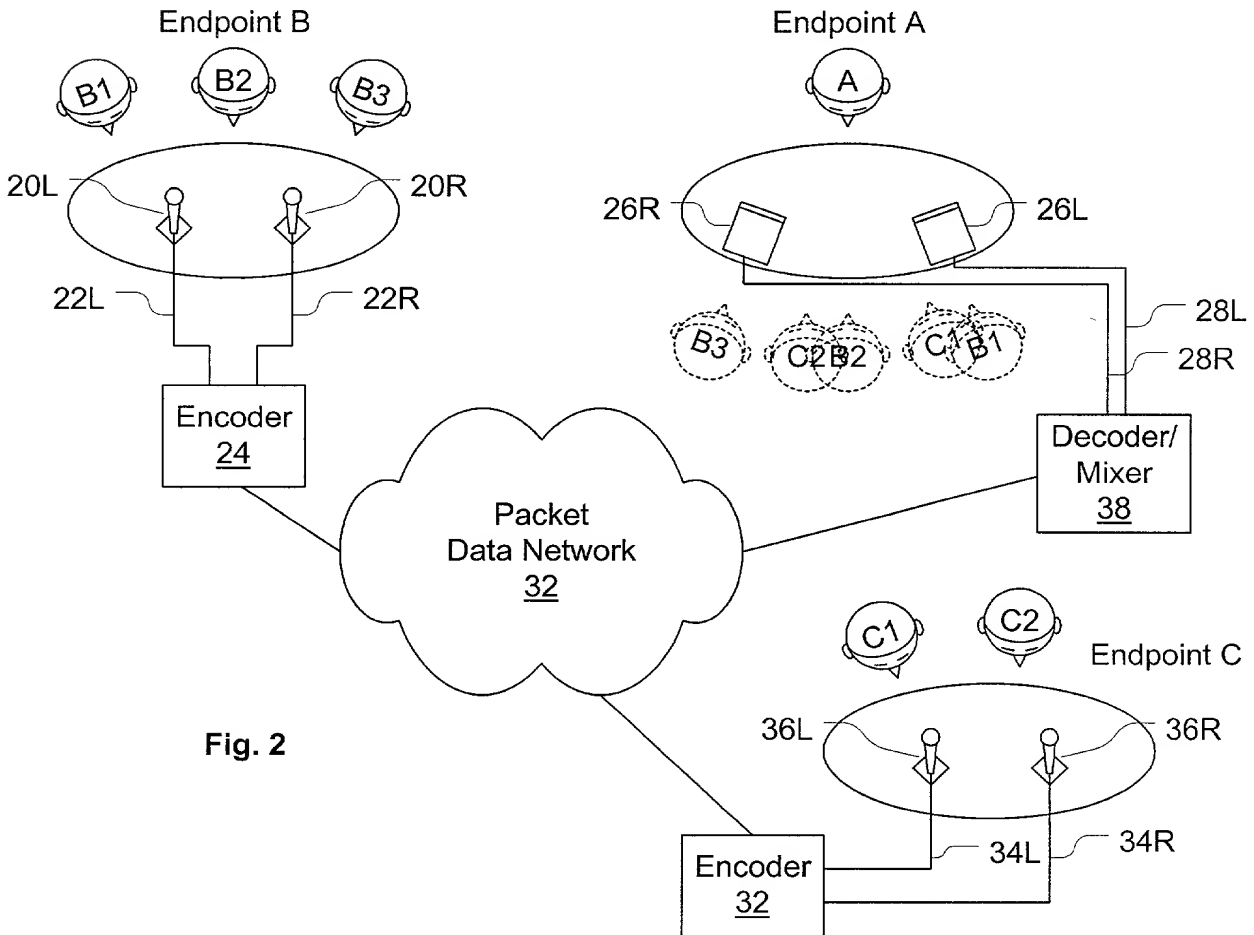 Endpoint B
Endpoint A
B1
B2
B3
A
20L
20R
26R
26L
22L
22R
B3
C2
B2
C1
B1
28L
28R
Encoder
24
Decoder/
Mixer
38
Packet
Data Network
32
C1
C2
Endpoint C
36L
36R
Fig. 2
34L
34R
Encoder
32